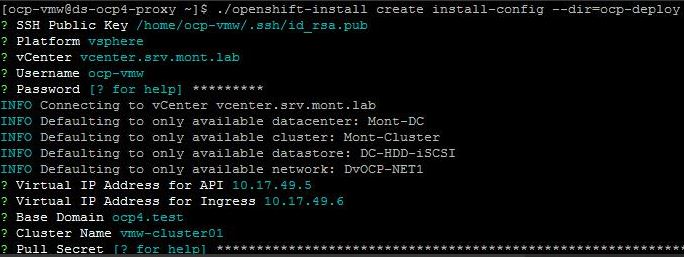 [ocp-vmw@ds-ocp4-proxy ~]$ ./openshift-install create install-config --dir=ocp-deploy
? SSH Public Key /home/ocp-vmw/.ssh/id_rsa.pub
? Platform vsphere
? vCenter vcenter.srv.mont.lab
? Username ocp-vmw
? Password [? for help] *********
INFO Connecting to vCenter vcenter.srv.mont.lab
INFO Defaulting to only available datacenter: Mont-DC
INFO Defaulting to only available cluster: Mont-Cluster
INFO Defaulting to only available datastore: DC-HDD-iSCSI
INFO Defaulting to only available network: DvOCP-NET1
? Virtual IP Address for API 10.17.49.5
? Virtual IP Address for Ingress 10.17.49.6
? Base Domain ocp4.test
? Cluster Name vmw-cluster01
? Pull Secret [? for help] **********************************************************